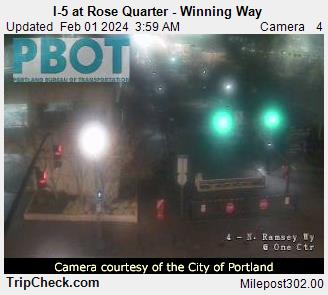 I-5 at Rose Quarter - Winning Way
Updated Feb 01 2024 3:59 AM Camera 4
PBOT
PORTLAND BUREAU OF TRANSPORTATION
4 - N. Ramsey Wy
@ One Ctr
Camera courtesy of the City of Portland
TripCheck.com Milepost302.00